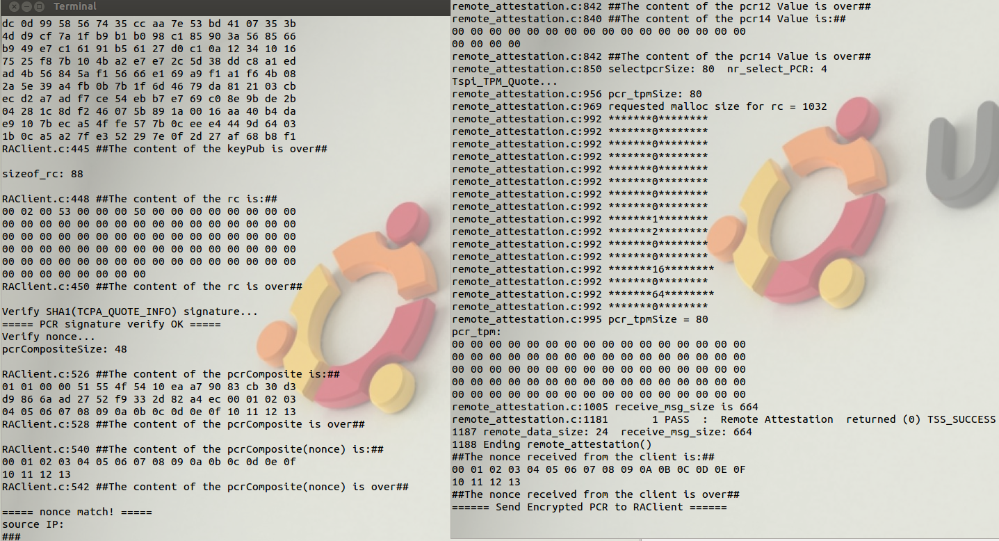 Terminal
dc 0d 99 58 56 74 35 cc aa 7e 53 bd 41 07 35 3b
4d d9 cf 7a 1f b9 b1 b0 98 c1 85 90 3a 56 85 66
b9 49 e7 c1 61 91 b5 61 27 d0 c1 0a 12 34 10 16
75 25 f8 7b 10 4b a2 e7 e7 2c 5d 38 dd c8 a1 ed
ad 4b 56 84 5a f1 56 66 e1 69 a9 f1 a1 f6 4b 08
2a 5e 39 a4 fb 0b 7b 1f 6d 46 79 da 81 21 03 cb
ec d2 a7 ad f7 ce 54 eb b7 e7 69 c0 8e 9b de 2b
04 28 1c 8d f2 46 07 5b 89 1a 00 16 aa 40 b4 da
e9 10 7b ec a5 4f fe 57 7b 0c ee e4 44 9d 64 03
1b 0c a5 a2 7f e3 52 29 7e 0f 2d 27 af 68 b8 f1
RAClient.c:445 ##The content of the keyPub is over##
sizeof_rc: 88
RAClient.c:448 ##The content of the rc is:##
00 02 00 53 00 00 00 50 00 00 00 00 00 00 00 00
00 00 00 00 00 00 00 00 00 00 00 00 00 00 00 00
00 00 00 00 00 00 00 00 00 00 00 00 00 00 00 00
00 00 00 00 00 00 00 00 00 00 00 00 00 00 00 00
00 00 00 00 00 00 00 00 00 00 00 00 00 00 00 00
00 00 00 00 00 00 00 00
RAClient.c:450 ##The content of the rc is over##
Verify SHA1(TCPA_QUOTE_INFO) signature...
===== PCR signature verify OK =====
Verify nonce...
pcrCompositeSize: 48
RAClient.c:526 ##The content of the pcrComposite is:##
01 01 00 00 51 55 4f 54 10 ea a7 90 83 cb 30 d3
d9 86 6a ad 27 52 f9 33 2d 82 a4 ec 00 01 02 03
04 05 06 07 08 09 0a 0b 0c 0d 0e 0f 10 11 12 13
RAClient.c:528 ##The content of the pcrComposite is over##
RAClient.c:540 ##The content of the pcrComposite(nonce) is:##
00 01 02 03 04 05 06 07 08 09 0a 0b 0c 0d 0e 0f
10 11 12 13
RAClient.c:542 ##The content of the pcrComposite(nonce) is over##
===== nonce match! =====
source IP:
###
remote_attestation.c:842 ##The content of the pcr12 Value is over##
remote_attestation.c:840 ##The content of the pcr14 Value is:##
00 00 00 00 00 00 00 00 00 00 00 00 00 00 00 00
00 00 00 00
remote_attestation.c:842 ##The content of the pcr14 Value is over##
remote_attestation.c:850 selectpcrSize: 80  nr_select_PCR: 4
Tspi_TPM_Quote...
remote_attestation.c:956 pcr_tpmSize: 80
remote_attestation.c:969 requested malloc size for rc = 1032
remote_attestation.c:992 *******0********
remote_attestation.c:992 *******0********
remote_attestation.c:992 *******0********
remote_attestation.c:992 *******0********
remote_attestation.c:992 *******0********
remote_attestation.c:992 *******0********
remote_attestation.c:992 *******0********
remote_attestation.c:992 *******0********
remote_attestation.c:992 *******1********
remote_attestation.c:992 *******2********
remote_attestation.c:992 *******0********
remote_attestation.c:992 *******0********
remote_attestation.c:992 *******16********
remote_attestation.c:992 *******0********
remote_attestation.c:992 *******64********
remote_attestation.c:992 *******0********
remote_attestation.c:995 pcr_tpmSize = 80
pcr_tpm:
00 00 00 00 00 00 00 00 00 00 00 00 00 00 00 00
00 00 00 00 00 00 00 00 00 00 00 00 00 00 00 00
00 00 00 00 00 00 00 00 00 00 00 00 00 00 00 00
00 00 00 00 00 00 00 00 00 00 00 00 00 00 00 00
00 00 00 00 00 00 00 00 00 00 00 00 00 00 00 00
remote_attestation.c:1005 receive_msg_size is 664
remote_attestation.c:1181       1 PASS  :  Remote Attestation  returned (0) TSS_SUCCESS
1187 remote_data_size: 24  receive_msg_size: 664
1188 Ending remote_attestation()
##The nonce received from the client is:##
00 01 02 03 04 05 06 07 08 09 0A 0B 0C 0D 0E 0F
10 11 12 13
##The nonce received from the client is over##
====== Send Encrypted PCR to RAClient ======